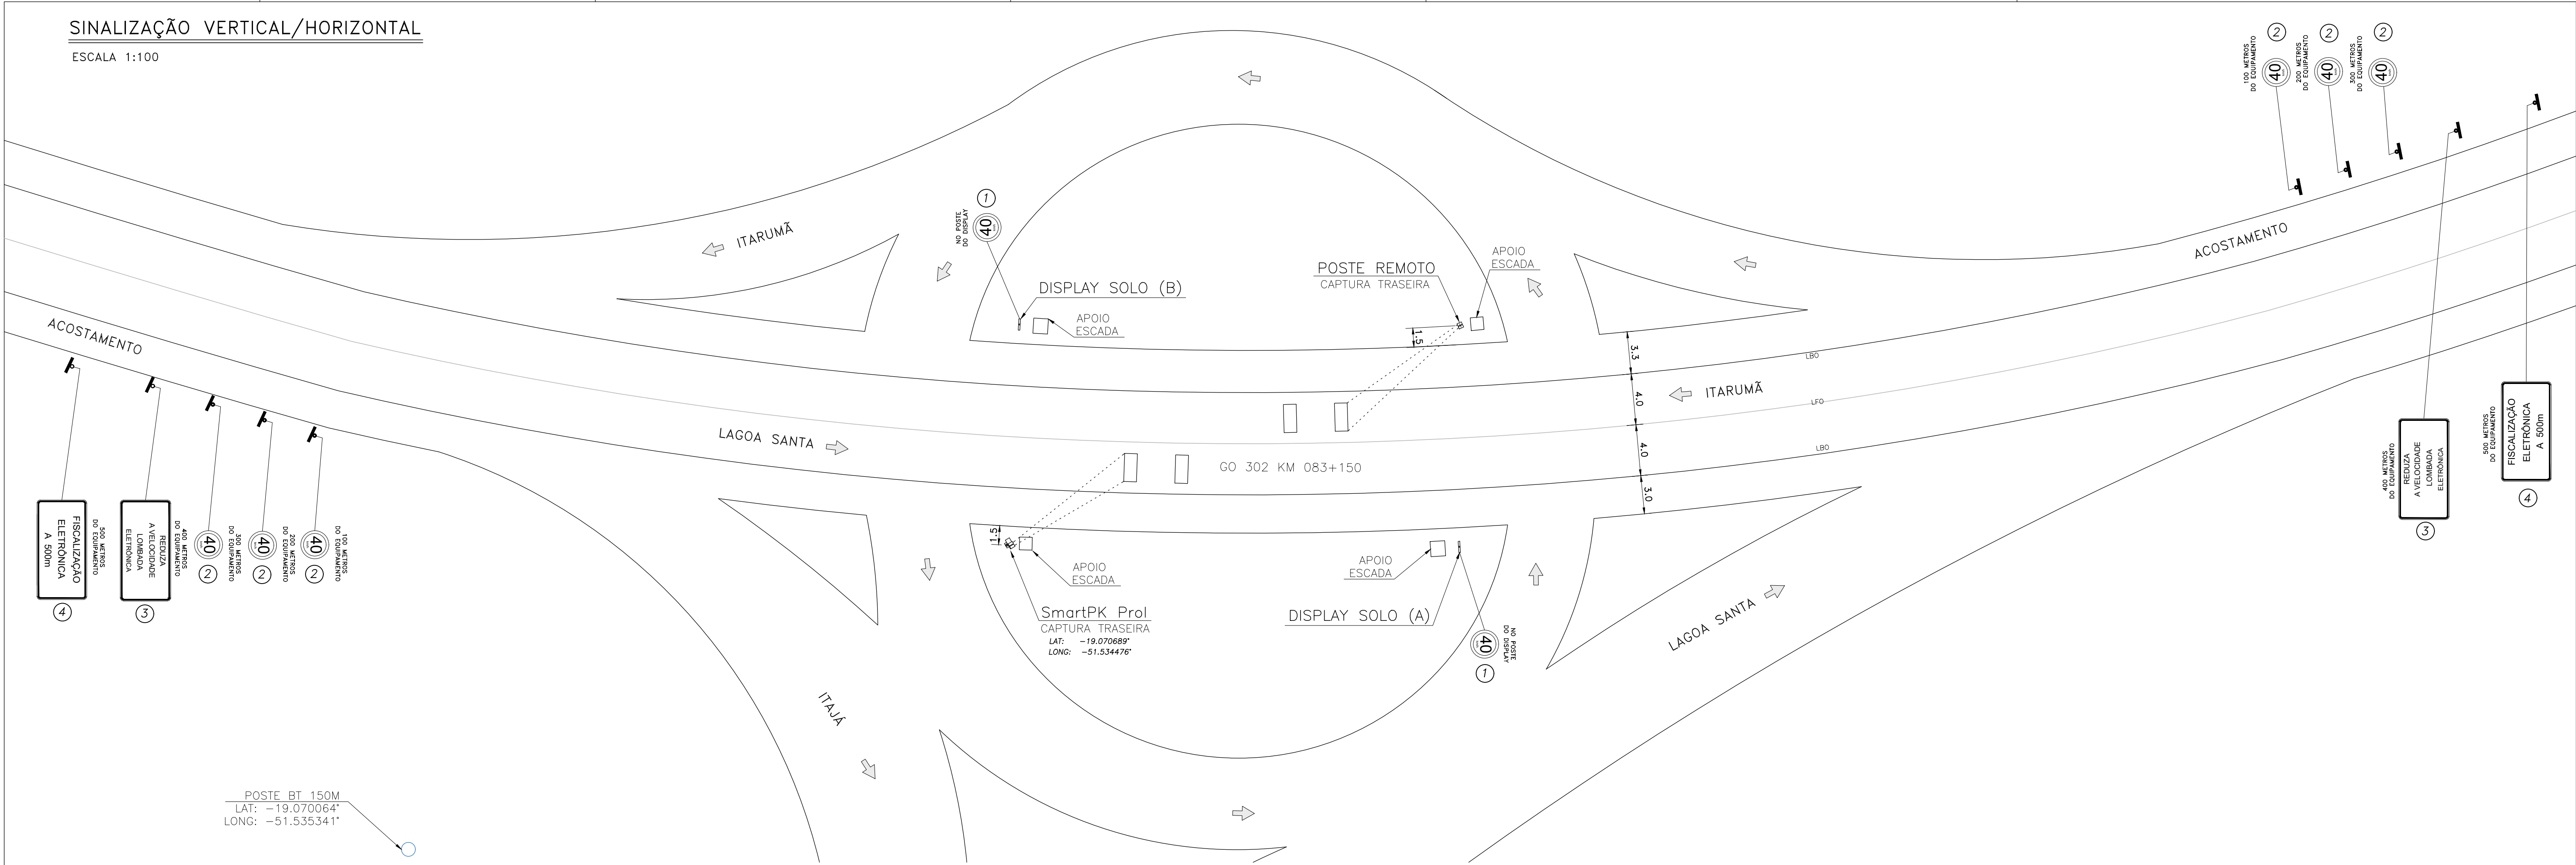 SINALIZAÇÃO VERTICAL/HORIZONTAL
ESCALA 1:100
2
2
2
100 METROS
DO EQUIPAMENTO
40
200 METROS
DO EQUIPAMENTO
40
300 METROS
DO EQUIPAMENTO
40
1
NO POSTE
DO DISPLAY
40
ITARUMÃ
DISPLAY SOLO (B)
APOIO
ESCADA
POSTE REMOTO
CAPTURA TRASEIRA
APOIO
ESCADA
1.5
ACOSTAMENTO
ACOSTAMENTO
3.3
4.0
4.0
3.0
LBO
LFO
LBO
ITARUMÃ
LAGOA SANTA
GO 302 KM 083+150
500 METROS
DO EQUIPAMENTO
FISCALIZAÇÃO
ELETRÔNICA
A 500m
4
400 METROS
DO EQUIPAMENTO
REDUZA
A VELOCIDADE
LOMBADA
ELETRÔNICA
3
FISCALIZAÇÃO
ELETRÔNICA
A 500m
500 METROS
DO EQUIPAMENTO
4
REDUZA
A VELOCIDADE
LOMBADA
ELETRÔNICA
400 METROS
DO EQUIPAMENTO
3
40
300 METROS
DO EQUIPAMENTO
2
40
200 METROS
DO EQUIPAMENTO
2
40
100 METROS
DO EQUIPAMENTO
2
1.5
APOIO
ESCADA
SmartPK ProI
CAPTURA TRASEIRA
LAT: -19.070689°
LONG: -51.534476°
APOIO
ESCADA
DISPLAY SOLO (A)
40
NO POSTE
DO DISPLAY
1
LAGOA SANTA
ITAJÁ
POSTE BT 150M
LAT: -19.070064°
LONG: -51.535341°